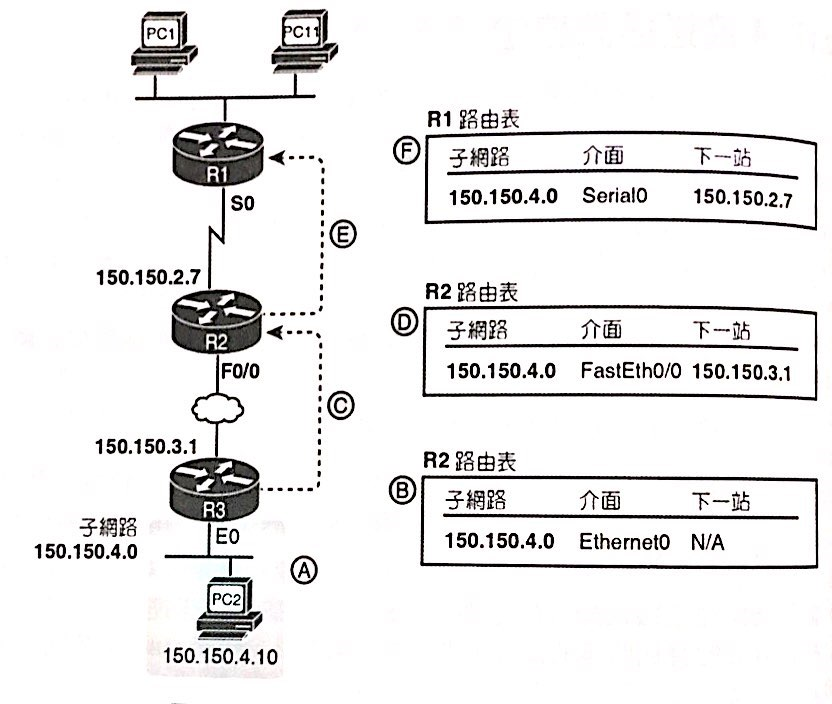 PC1
PC11
R1
S0
Ⓔ
150.150.2.7
R2
F0/0
Ⓒ
150.150.3.1
R3
E0
子網路
150.150.4.0
Ⓐ
PC2
150.150.4.10
R1 路由表
Ⓕ
子網路 介面 下一站
150.150.4.0 Serial0 150.150.2.7
R2 路由表
Ⓓ
子網路 介面 下一站
150.150.4.0 FastEth0/0 150.150.3.1
R2 路由表
Ⓑ
子網路 介面 下一站
150.150.4.0 Ethernet0 N/A